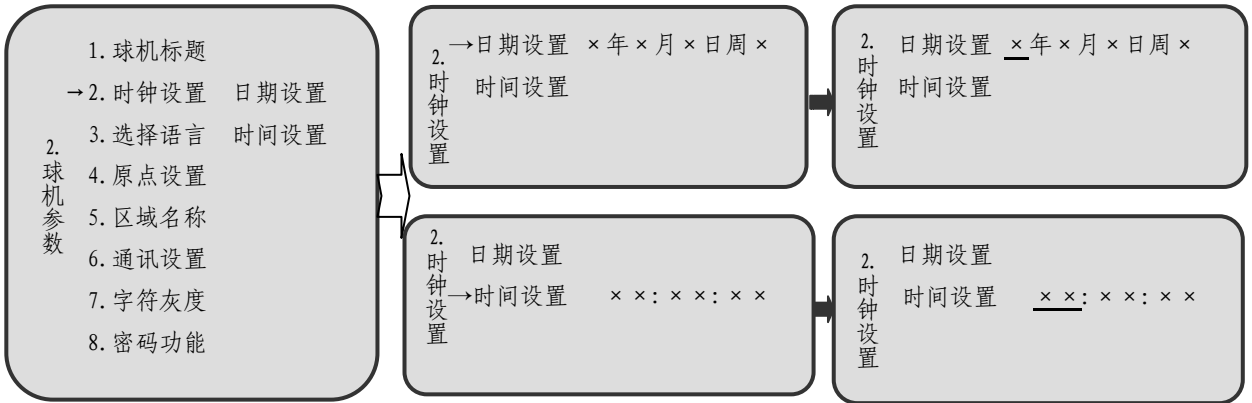 2.球机参数
1.球机标题
→2.时钟设置 日期设置
3.选择语言 时间设置
4.原点设置
5.区域名称
6.通讯设置
7.字符灰度
8.密码功能
2.时钟设置
→日期设置 ×年×月×日周×
时间设置
2.时钟设置
日期设置 ×年×月×日周×
时间设置
2.时钟设置
日期设置
→时间设置 ××:××:××
2.时钟设置
日期设置
时间设置 ××:××:××